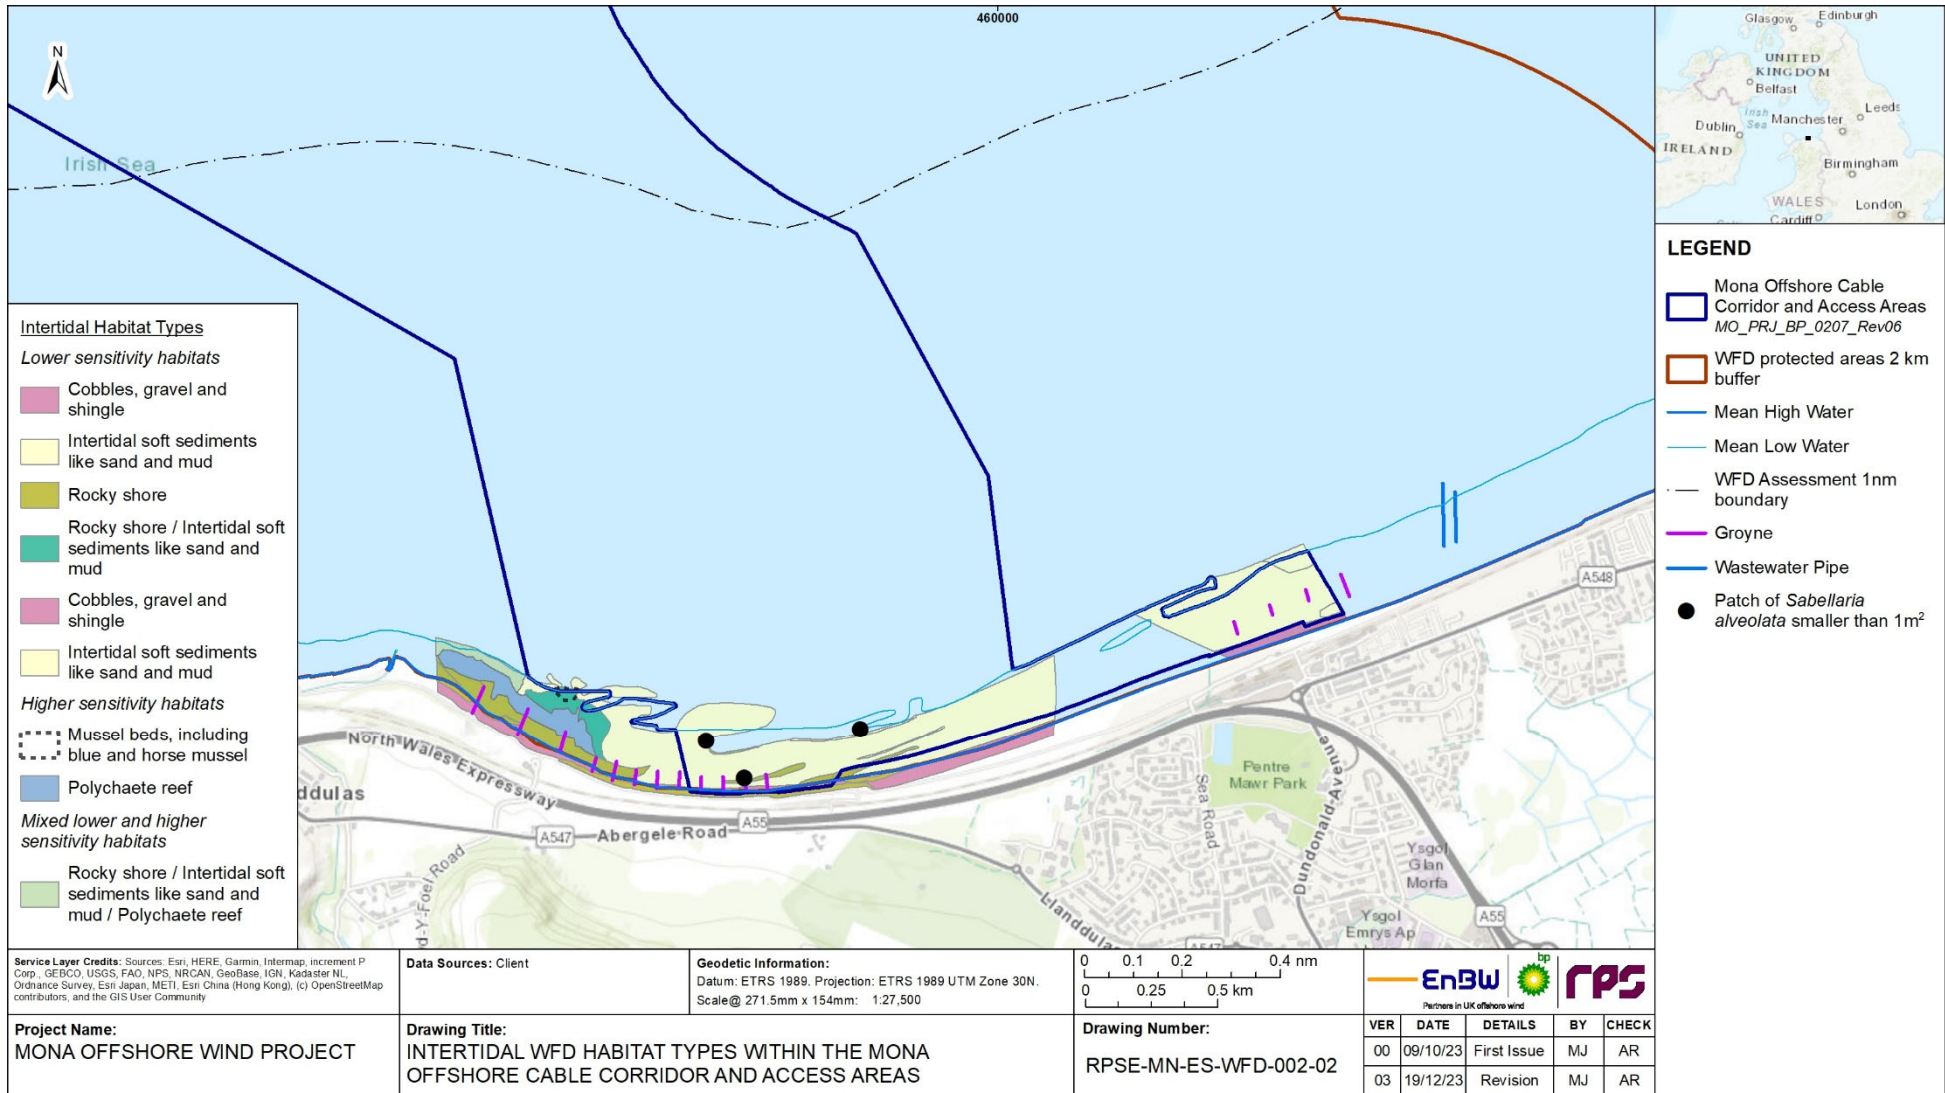 460000
N
Irish Sea
Glasgow
Edinburgh
UNITED
KINGDOM
Belfast
Irish
Sea
Leeds
Manchester
Dublin
IRELAND
Birmingham
WALES
London
Cardiff
LEGEND
Mona Offshore Cable
Corridor and Access Areas
MO_PRJ_BP_0207_Rev06
WFD protected areas 2 km
buffer
Mean High Water
Mean Low Water
WFD Assessment 1nm
boundary
Groyne
Wastewater Pipe
Patch of Sabellaria
alveolata smaller than 1m²
Intertidal Habitat Types
Lower sensitivity habitats
Cobbles, gravel and
shingle
Intertidal soft sediments
like sand and mud
Rocky shore
Rocky shore / Intertidal soft
sediments like sand and
mud
Cobbles, gravel and
shingle
Intertidal soft sediments
like sand and mud
Higher sensitivity habitats
Mussel beds, including
blue and horse mussel
Polychaete reef
Mixed lower and higher
sensitivity habitats
Rocky shore / Intertidal soft
sediments like sand and
mud / Polychaete reef
A548
North Wales Expressway
ddulas
A547
Abergele Road
A55
d-Y-Foel Road
Sea Road
Pentre
Mawr Park
Dundonald Avenue
Ysgol
Glan
Morfa
Ysgol
Emrys Ap
A55
Llanddulas
A547
Service Layer Credits: Sources: Esri, HERE, Garmin, Intermap, increment P
Corp., GEBCO, USGS, FAO, NPS, NRCAN, GeoBase, IGN, Kadaster NL,
Ordnance Survey, Esri Japan, METI, Esri China (Hong Kong), (c) OpenStreetMap
contributors, and the GIS User Community
Data Sources: Client
Geodetic Information:
Datum: ETRS 1989. Projection: ETRS 1989 UTM Zone 30N.
Scale@ 271.5mm x 154mm: 1:27,500
0 0.1 0.2 0.4 nm
0 0.25 0.5 km
EnBW
bp
rps
Partners in UK offshore wind
Project Name:
MONA OFFSHORE WIND PROJECT
Drawing Title:
INTERTIDAL WFD HABITAT TYPES WITHIN THE MONA
OFFSHORE CABLE CORRIDOR AND ACCESS AREAS
Drawing Number:
RPSE-MN-ES-WFD-002-02
VER DATE DETAILS BY CHECK
00 09/10/23 First Issue MJ AR
03 19/12/23 Revision MJ AR